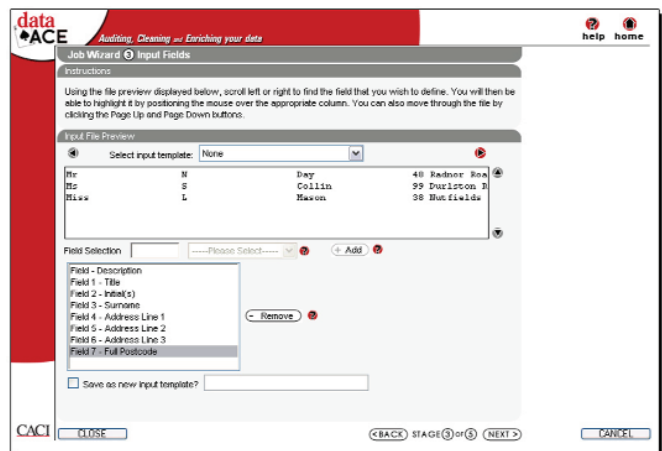 data
ACE
Auditing, Cleaning and Enriching your data
help home
Job Wizard 3 Input Fields
Instructions
Using the file preview displayed below, scroll left or right to find the field that you wish to define. You will then be
able to highlight it by positioning the mouse over the appropriate column. You can also move through the file by
clicking the Page Up and Page Down buttons.
Input File Preview
Select input template: None
Mr N Day 48 Radnor Roa
Ms S Collin 99 Durlston R
Miss L Mason 38 Nutfields
Field Selection -----Please Select----- + Add
Field - Description
Field 1 - Title
Field 2 - Initial(s)
Field 3 - Surname
Field 4 - Address Line 1
Field 5 - Address Line 2
Field 6 - Address Line 3
Field 7 - Full Postcode
- Remove
Save as new input template?
CACI CLOSE <BACK STAGE 3 OF 5 NEXT > CANCEL